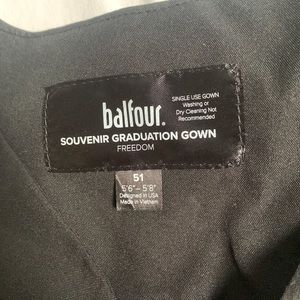 balfour.
SINGLE USE GOWN
Washing or
Dry Cleaning Not
Recommended
SOUVENIR GRADUATION GOWN
FREEDOM
51
5'6" – 5'8"
Designed in USA
Made in Vietnam